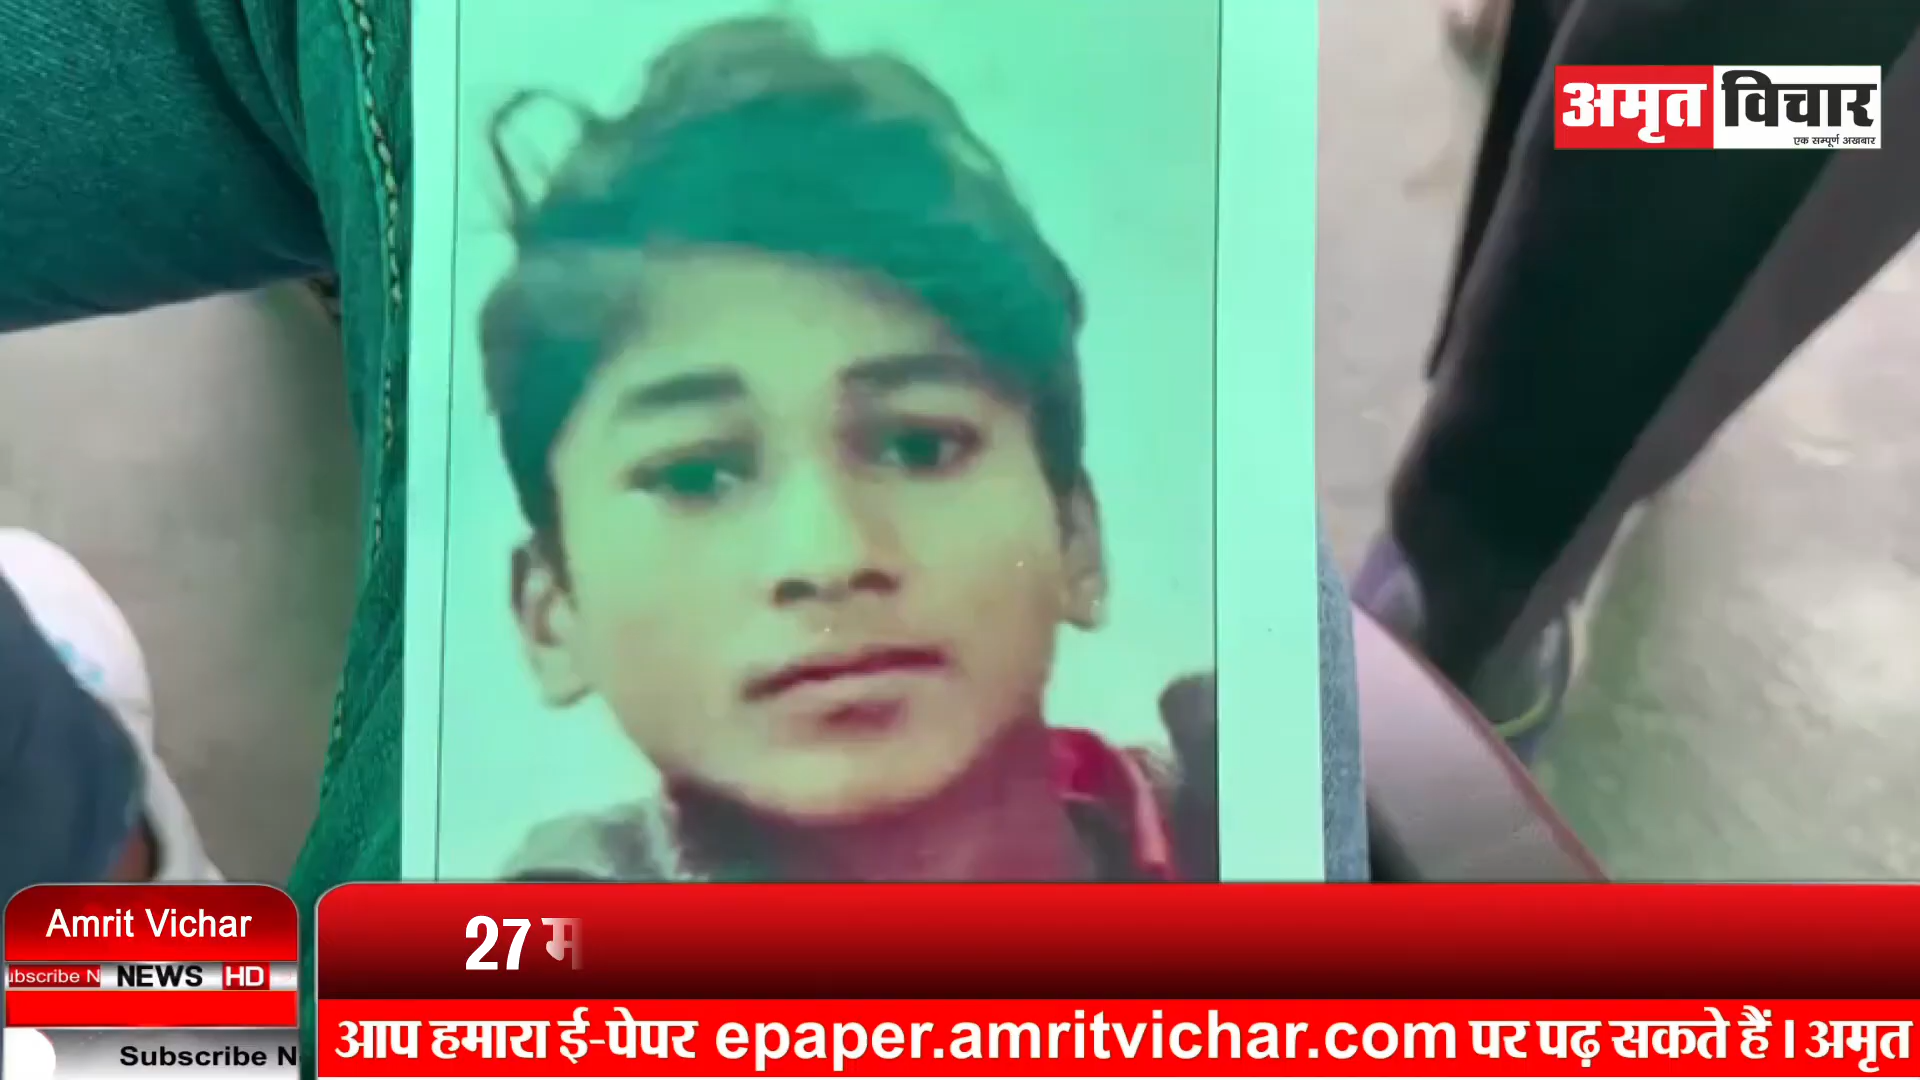 अमृत विचार
एक सम्पूर्ण अखबार
27
Amrit Vichar
NEWS HD
Subscribe N
आप हमारा ई-पेपर epaper.amritvichar.com पर पढ़ सकते हैं । अमृत